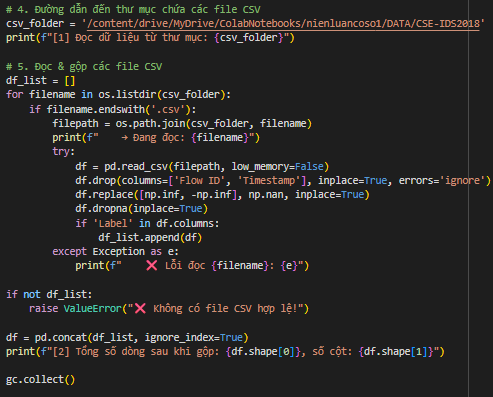 # 4. Đường dẫn đến thư mục chứa các file CSV
csv_folder = '/content/drive/MyDrive/ColabNotebooks/nienluancoso1/DATA/CSE-IDS2018'
print(f"[1] Đọc dữ liệu từ thư mục: {csv_folder}")

# 5. Đọc & gộp các file CSV
df_list = []
for filename in os.listdir(csv_folder):
    if filename.endswith('.csv'):
        filepath = os.path.join(csv_folder, filename)
        print(f"    → Đang đọc: {filename}")
        try:
            df = pd.read_csv(filepath, low_memory=False)
            df.drop(columns=['Flow ID', 'Timestamp'], inplace=True, errors='ignore')
            df.replace([np.inf, -np.inf], np.nan, inplace=True)
            df.dropna(inplace=True)
            if 'Label' in df.columns:
                df_list.append(df)
        except Exception as e:
            print(f"    ❌ Lỗi đọc {filename}: {e}")

if not df_list:
    raise ValueError("❌ Không có file CSV hợp lệ!")

df = pd.concat(df_list, ignore_index=True)
print(f"[2] Tổng số dòng sau khi gộp: {df.shape[0]}, số cột: {df.shape[1]}")

gc.collect()